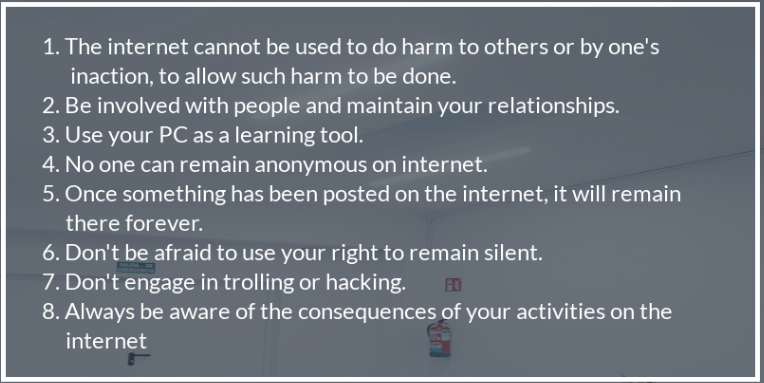 1. The internet cannot be used to do harm to others or by one's
inaction, to allow such harm to be done.
2. Be involved with people and maintain your relationships.
3. Use your PC as a learning tool.
4. No one can remain anonymous on internet.
5. Once something has been posted on the internet, it will remain
there forever.
6. Don't be afraid to use your right to remain silent.
7. Don't engage in trolling or hacking.
8. Always be aware of the consequences of your activities on the
internet